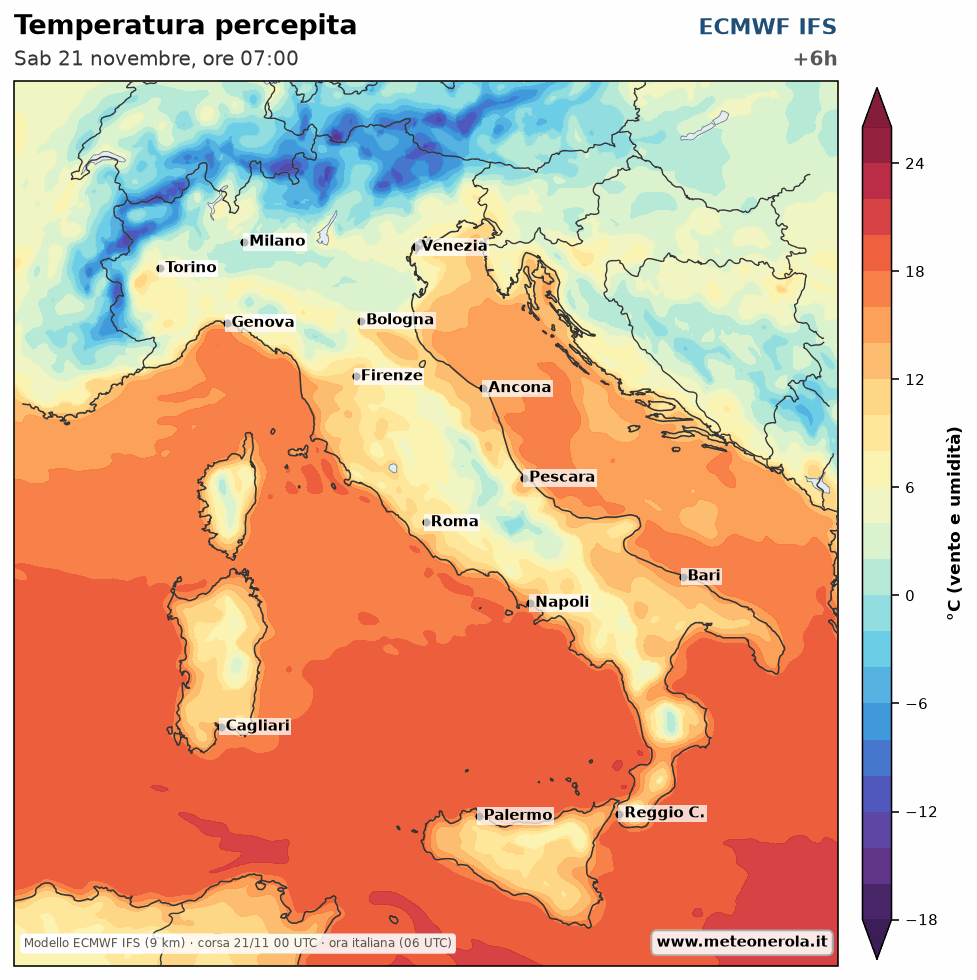 Temperatura percepita
ECMWF IFS
Sab 21 novembre, ore 07:00
+6h
Milano
Venezia
Torino
Genova
Bologna
Firenze
Ancona
Pescara
Roma
Bari
Napoli
Cagliari
Palermo
Reggio C.
24
18
12
6
0
−6
−12
−18
°C (vento e umidità)
Modello ECMWF IFS (9 km) · corsa 21/11 00 UTC · ora italiana (06 UTC)
www.meteonerola.it